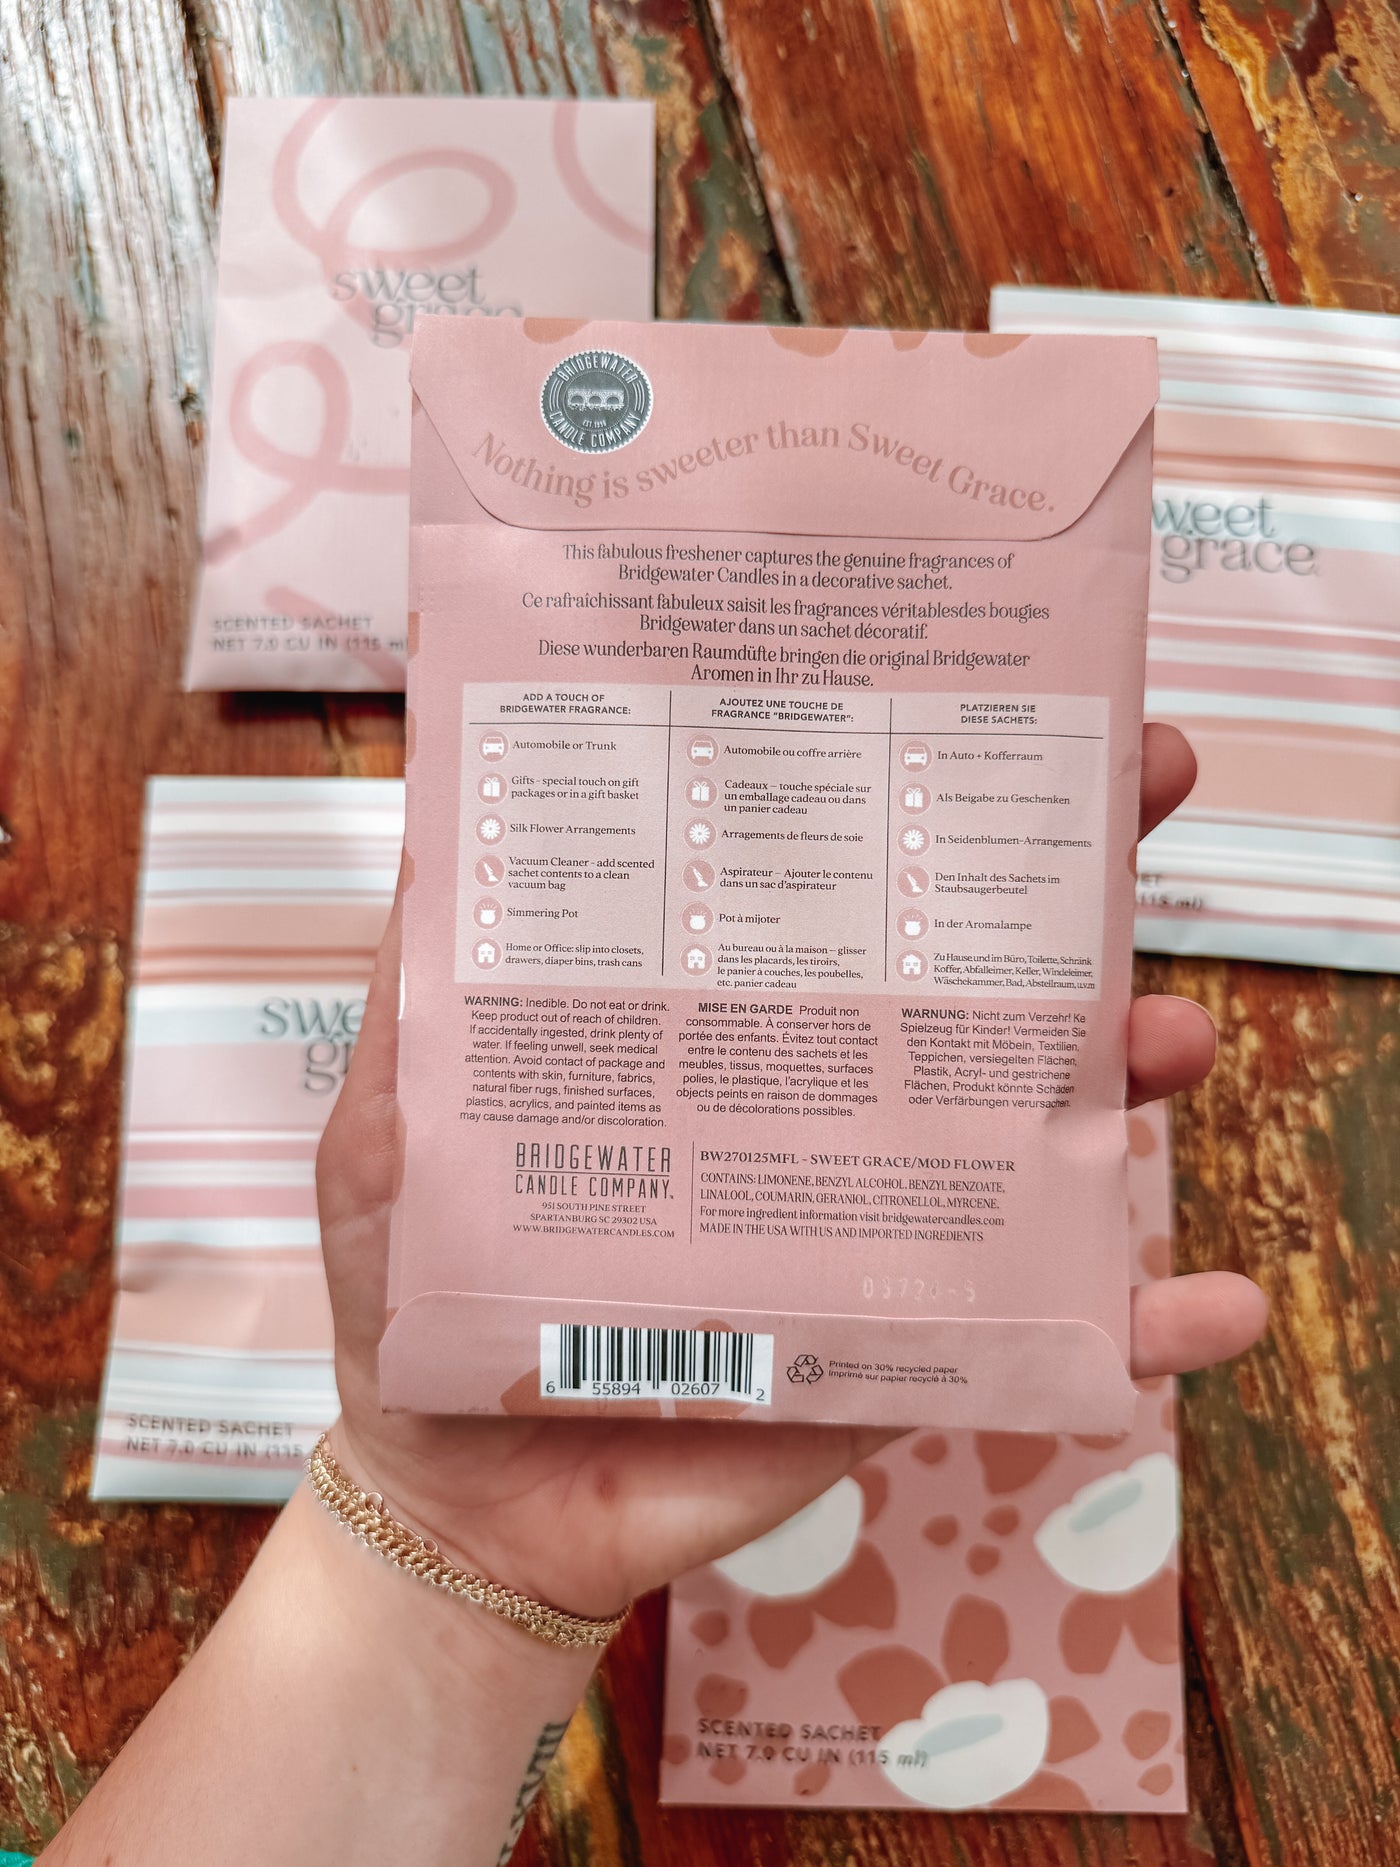 sweet
grace
SCENTED SACHET
NET 7.0 CU IN (115 ml
BRIDGEWATER
EST. 1998
CANDLE COMPANY
Nothing is sweeter than Sweet Grace.
This fabulous freshener captures the genuine fragrances of
Bridgewater Candles in a decorative sachet.
Ce rafraîchissant fabuleux saisit les fragrances véritablesdes bougies
Bridgewater dans un sachet décoratif.
Diese wunderbaren Raumdüfte bringen die original Bridgewater
Aromen in Ihr zu Hause.
ADD A TOUCH OF
BRIDGEWATER FRAGRANCE:
Automobile or Trunk
Gifts - special touch on gift
packages or in a gift basket
Silk Flower Arrangements
Vacuum Cleaner - add scented
sachet contents to a clean
vacuum bag
Simmering Pot
Home or Office: slip into closets,
drawers, diaper bins, trash cans
AJOUTEZ UNE TOUCHE DE
FRAGRANCE "BRIDGEWATER":
Automobile ou coffre arrière
Cadeaux – touche spéciale sur
un emballage cadeau ou dans
un panier cadeau
Arragements de fleurs de soie
Aspirateur – Ajouter le contenu
dans un sac d'aspirateur
Pot à mijoter
Au bureau ou à la maison – glisser
dans les placards, les tiroirs,
le panier à couches, les poubelles,
etc. panier cadeau
PLATZIEREN SIE
DIESE SACHETS:
In Auto + Kofferraum
Als Beigabe zu Geschenken
In Seidenblumen-Arrangements
Den Inhalt des Sachets im
Staubsaugerbeutel
In der Aromalampe
Zu Hause und im Büro, Toilette, Schränk
Koffer, Abfalleimer, Keller, Windeleimer,
Wäschekammer, Bad, Abstellraum, u.v.m
WARNING: Inedible. Do not eat or drink.
Keep product out of reach of children.
If accidentally ingested, drink plenty of
water. If feeling unwell, seek medical
attention. Avoid contact of package and
contents with skin, furniture, fabrics,
natural fiber rugs, finished surfaces,
plastics, acrylics, and painted items as
may cause damage and/or discoloration.
MISE EN GARDE Produit non
consommable. À conserver hors de
portée des enfants. Évitez tout contact
entre le contenu des sachets et les
meubles, tissus, moquettes, surfaces
polies, le plastique, l'acrylique et les
objects peints en raison de dommages
ou de décolorations possibles.
WARNUNG: Nicht zum Verzehr! Ke
Spielzeug für Kinder! Vermeiden Sie
den Kontakt mit Möbeln, Textilien,
Teppichen, versiegelten Flächen,
Plastik, Acryl- und gestrichene
Flächen, Produkt könnte Schäden
oder Verfärbungen verursachen.
BRIDGEWATER
CANDLE COMPANY.
951 SOUTH PINE STREET
SPARTANBURG SC 29302 USA
WWW.BRIDGEWATERCANDLES.COM
BW270125MFL - SWEET GRACE/MOD FLOWER
CONTAINS: LIMONENE, BENZYL ALCOHOL, BENZYL BENZOATE,
LINALOOL, COUMARIN, GERANIOL, CITRONELLOL, MYRCENE.
For more ingredient information visit bridgewatercandles.com
MADE IN THE USA WITH US AND IMPORTED INGREDIENTS
6 55894 02607 2
Printed on 30% recycled paper
Imprimé sur papier recyclé à 30%
sweet
grace
ET
(115 ml)
swe
gr
SCENTED SACHET
NET 7.0 CU IN (115
SCENTED SACHET
NET 7.0 CU IN (115 ml)